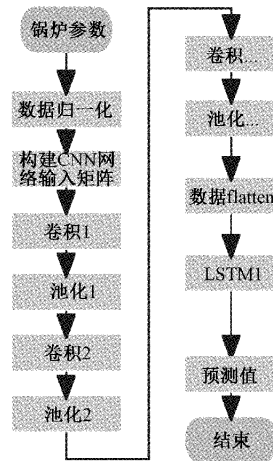 锅炉参数
数据归一化
构建CNN网
络输入矩阵
卷积1
池化1
卷积2
池化2
卷积...
池化...
数据flatten
LSTM1
预测值
结束